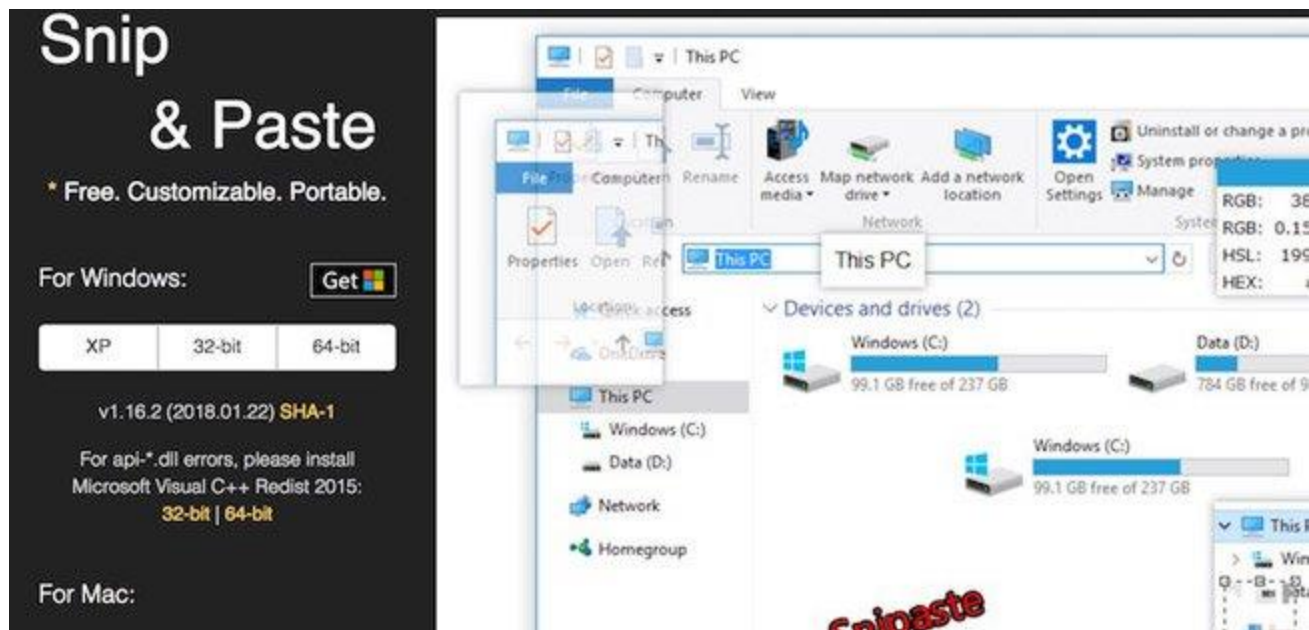 Snip
& Paste
* Free. Customizable. Portable.
For Windows:
Get
XP
32-bit
64-bit
v1.16.2 (2018.01.22) SHA-1
For api-*.dll errors, please install
Microsoft Visual C++ Redist 2015:
32-bit | 64-bit
For Mac:
This PC
File
Computer
View
File
Computer
Properties
Open
Rename
Access
media
Map network
drive
Add a network
location
Network
Open
Settings
Uninstall or change a
System
Manage
RGB:
RGB:
HSL:
HEX:
This PC
This PC
Devices and drives (2)
Windows (C:)
99.1 GB free of 237 GB
Data (D:)
784 GB free of
This PC
Windows (C:)
Data (D:)
Network
Homegroup
Windows (C:)
99.1 GB free of 237 GB
This
Snipaste